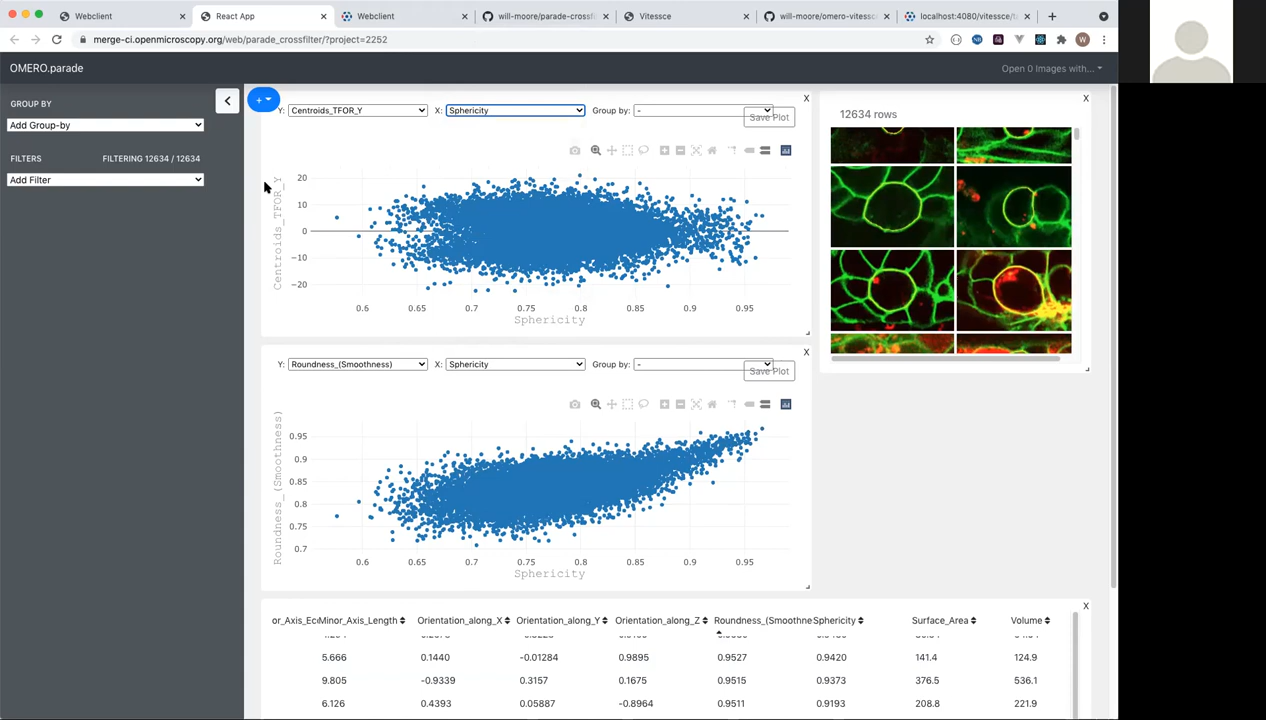 Webclient
React App
Webclient
will-moore/parade-crossfi
Vitessce
will-moore/omero-vitessce
localhost:4080/vitessce/
merge-ci.openmicroscopy.org/web/parade_crossfilter/?project=2252
W
OMERO.parade
Open 0 Images with...
GROUP BY
Add Group-by
FILTERS
FILTERING 12634 / 12634
Add Filter
Y: Centroids_TFOR_Y X: Sphericity Group by: -
Save Plot
X
Centroids_TFOR_Y
20
10
0
−10
−20
0.6 0.65 0.7 0.75 0.8 0.85 0.9 0.95
Sphericity
12634 rows
X
Y: Roundness_(Smoothness) X: Sphericity Group by: -
Save Plot
X
Roundness_(Smoothness)
0.95
0.9
0.85
0.8
0.75
0.7
0.6 0.65 0.7 0.75 0.8 0.85 0.9 0.95
Sphericity
X
or_Axis_Ec Minor_Axis_Length Orientation_along_X Orientation_along_Y Orientation_along_Z Roundness_(Smoothne Sphericity Surface_Area Volume
5.666 0.1440 -0.01284 0.9895 0.9527 0.9420 141.4 124.9
9.805 -0.9339 0.3157 0.1675 0.9515 0.9373 376.5 536.1
6.126 0.4393 0.05887 -0.8964 0.9511 0.9193 208.8 221.9